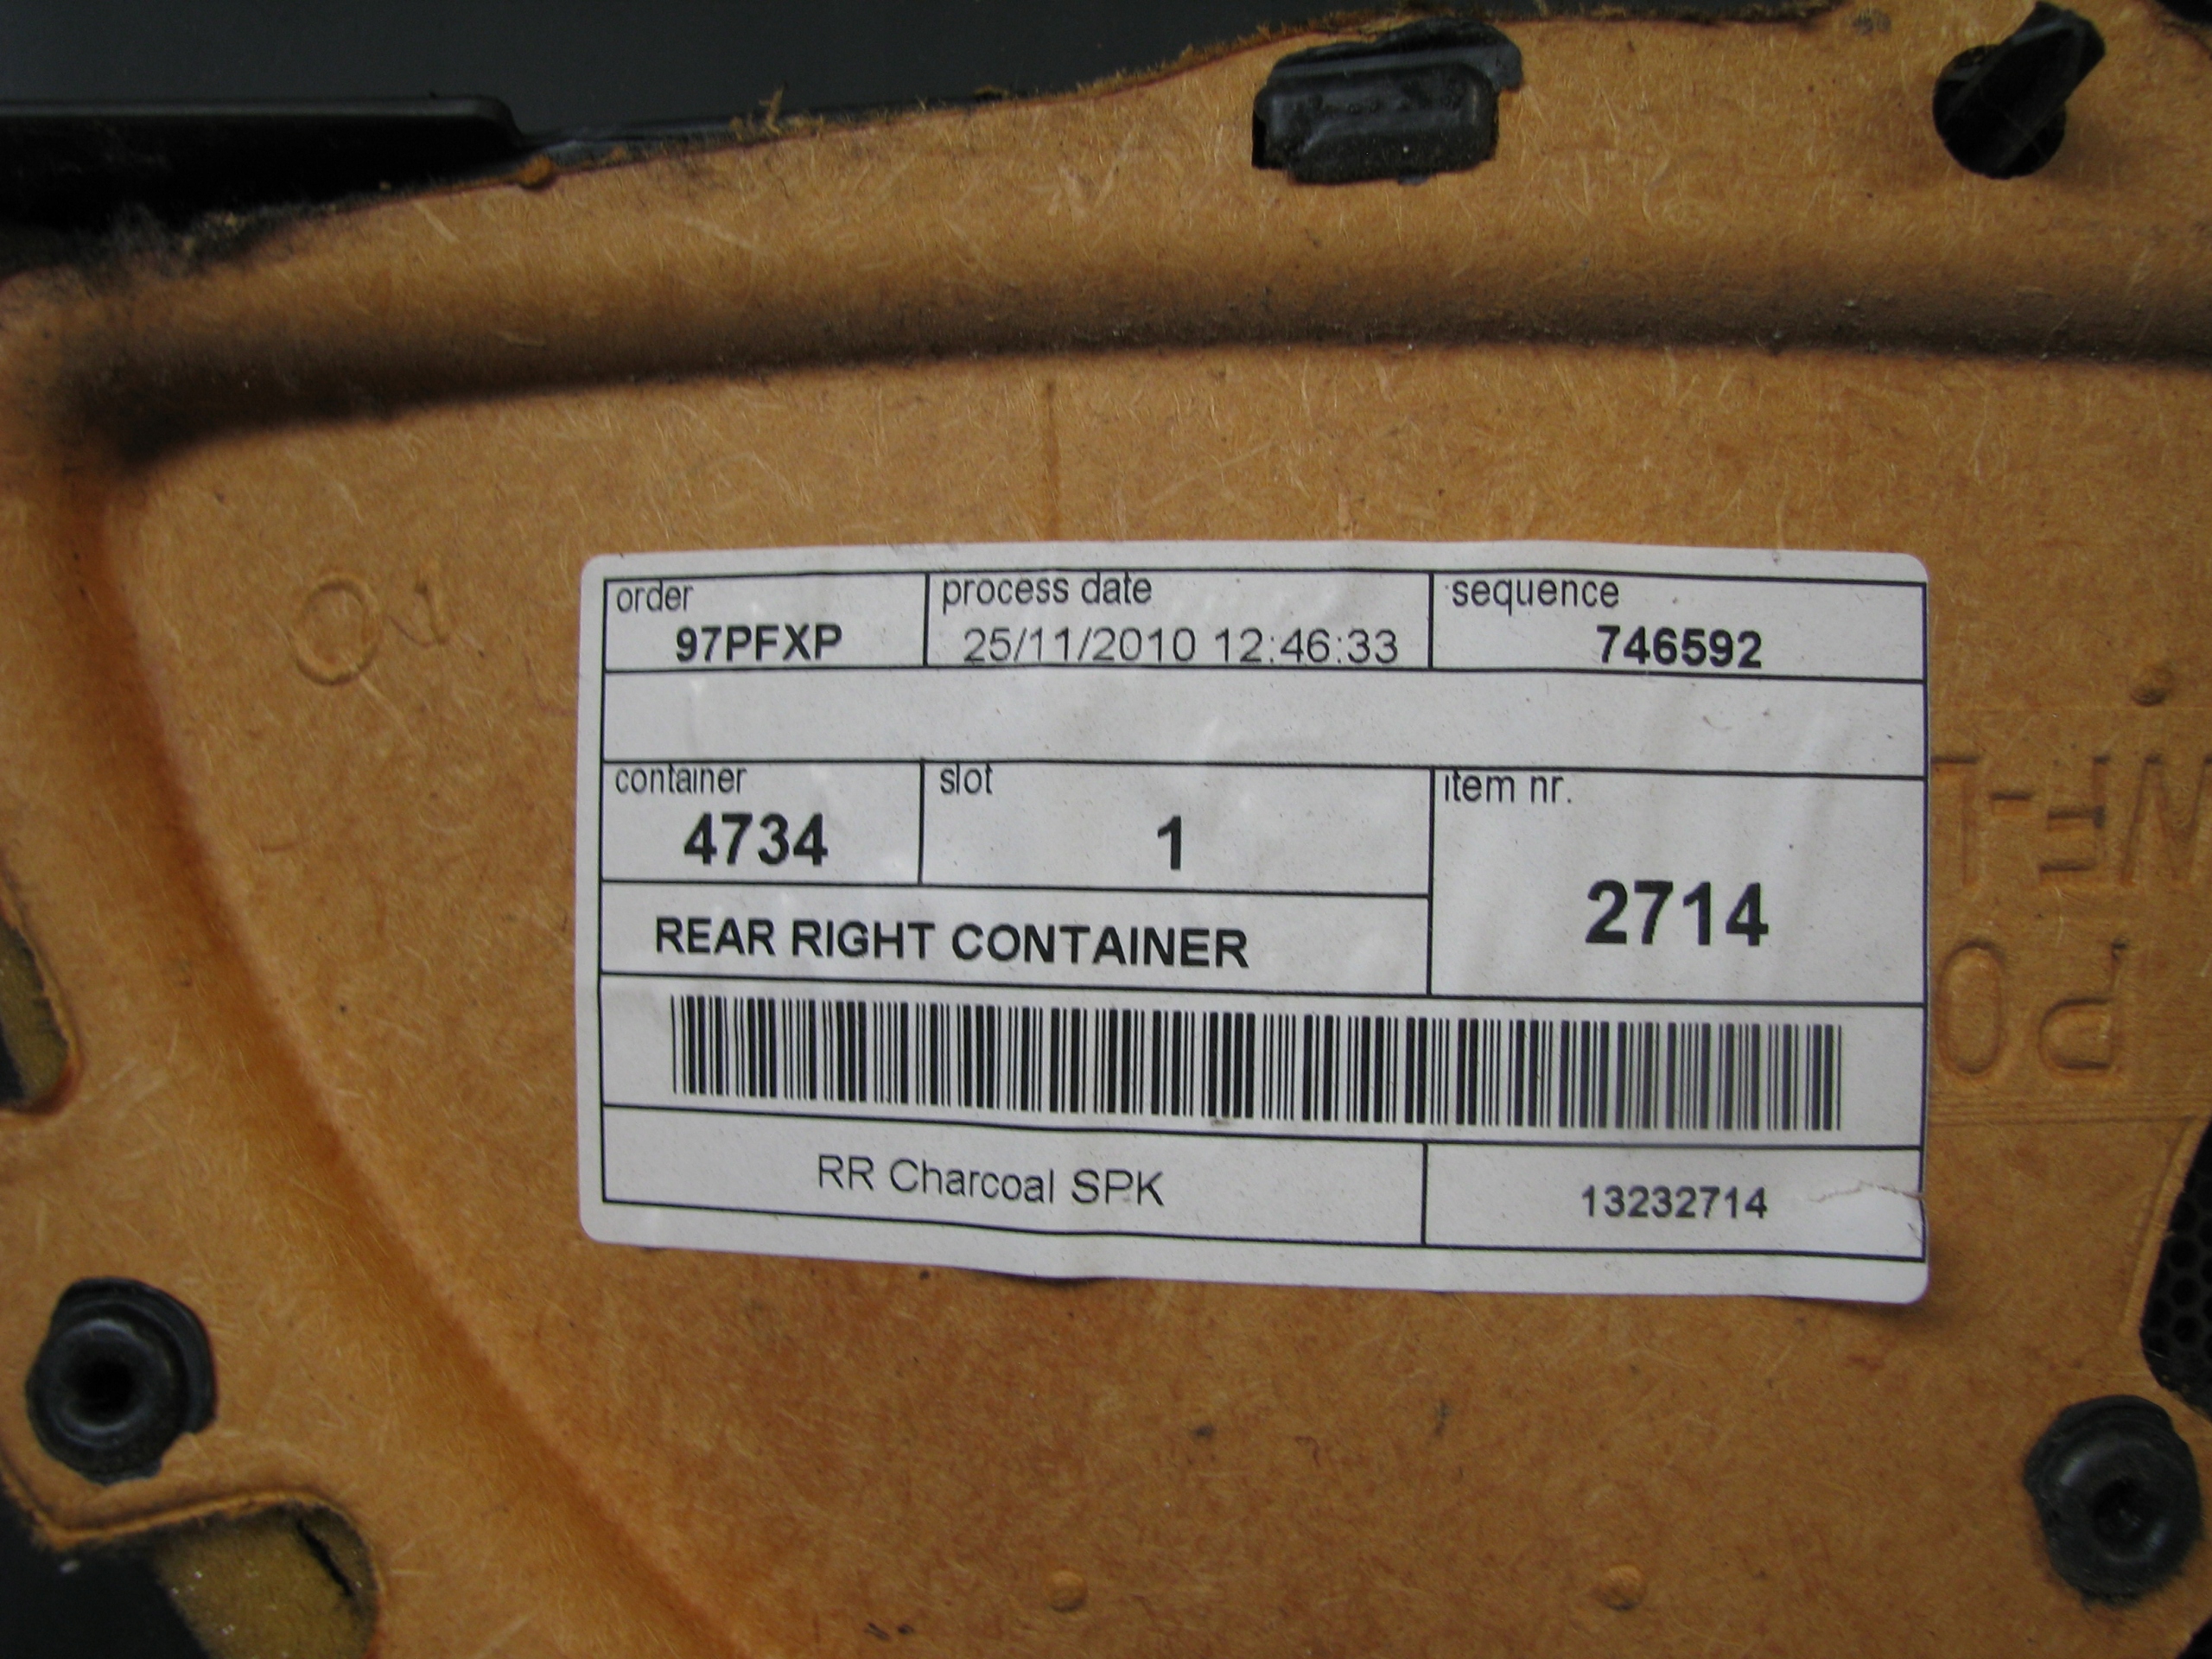 order process date sequence
97PFXP 25/11/2010 12:46:33 746592
container slot item nr.
4734 1
2714
REAR RIGHT CONTAINER
RR Charcoal SPK 13232714
PO